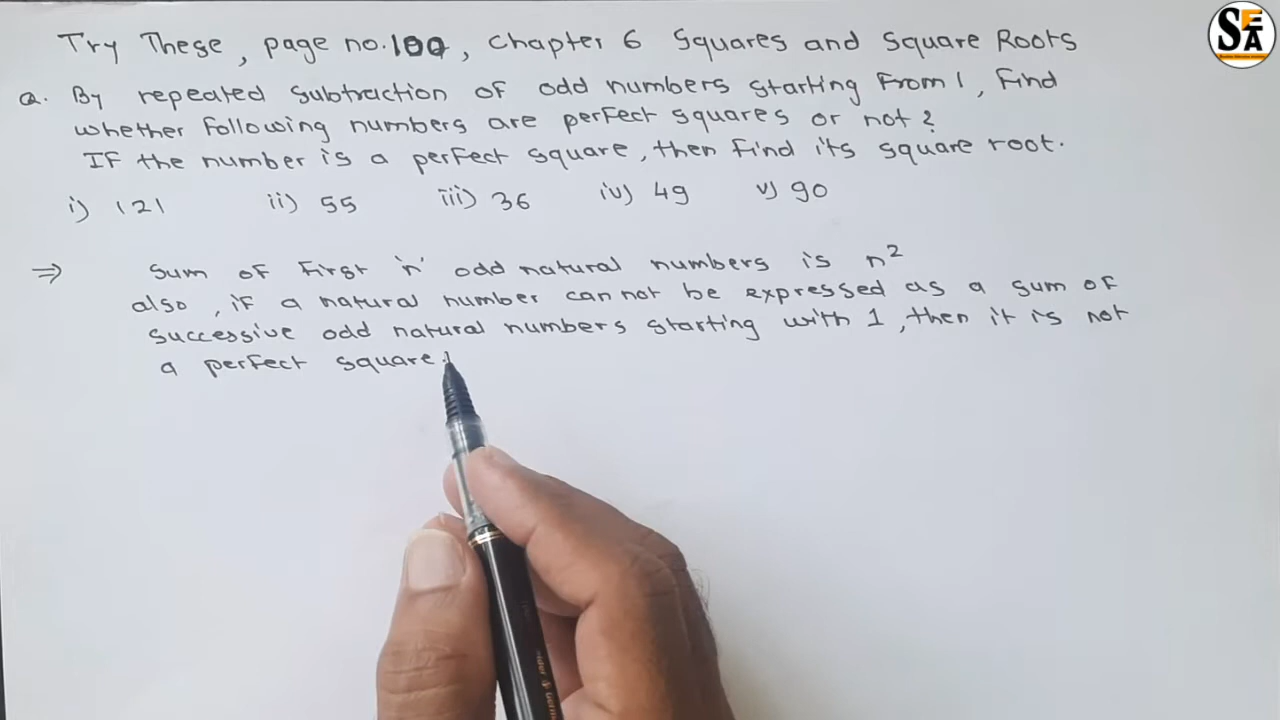 Try These, page no. 100, Chapter 6 Squares and Square Roots
SEA
Q. By repeated subtraction of odd numbers starting from 1, find
whether following numbers are perfect squares or not?
If the number is a perfect square, then find its square root.
i) 121 ii) 55 iii) 36 iv) 49 v) 90
⇒ Sum of first 'n' odd natural numbers is n²
also, if a natural number cannot be expressed as a sum of
successive odd natural numbers starting with 1, then it is not
a perfect square.